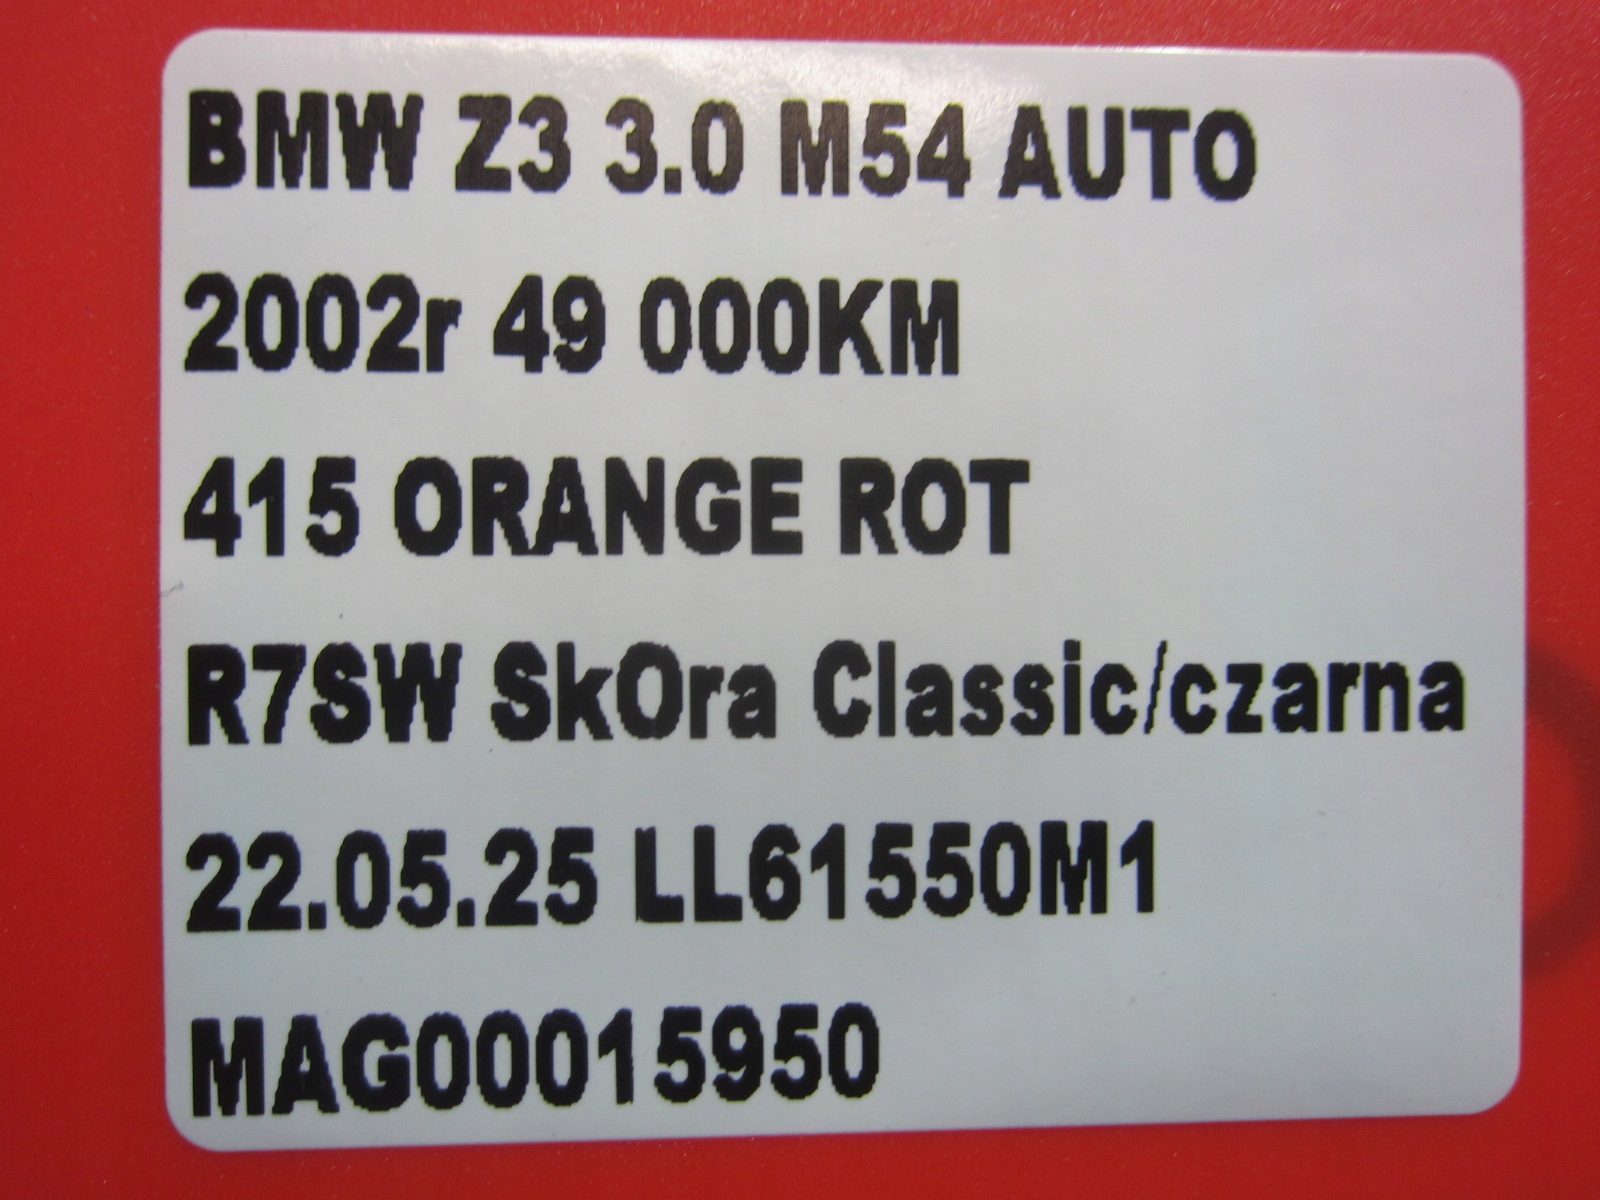 BMW Z3 3.0 M54 AUTO
2002r 49 000KM
415 ORANGE ROT
R7SW SkOra Classic/czarna
22.05.25 LL61550M1
MAG00015950